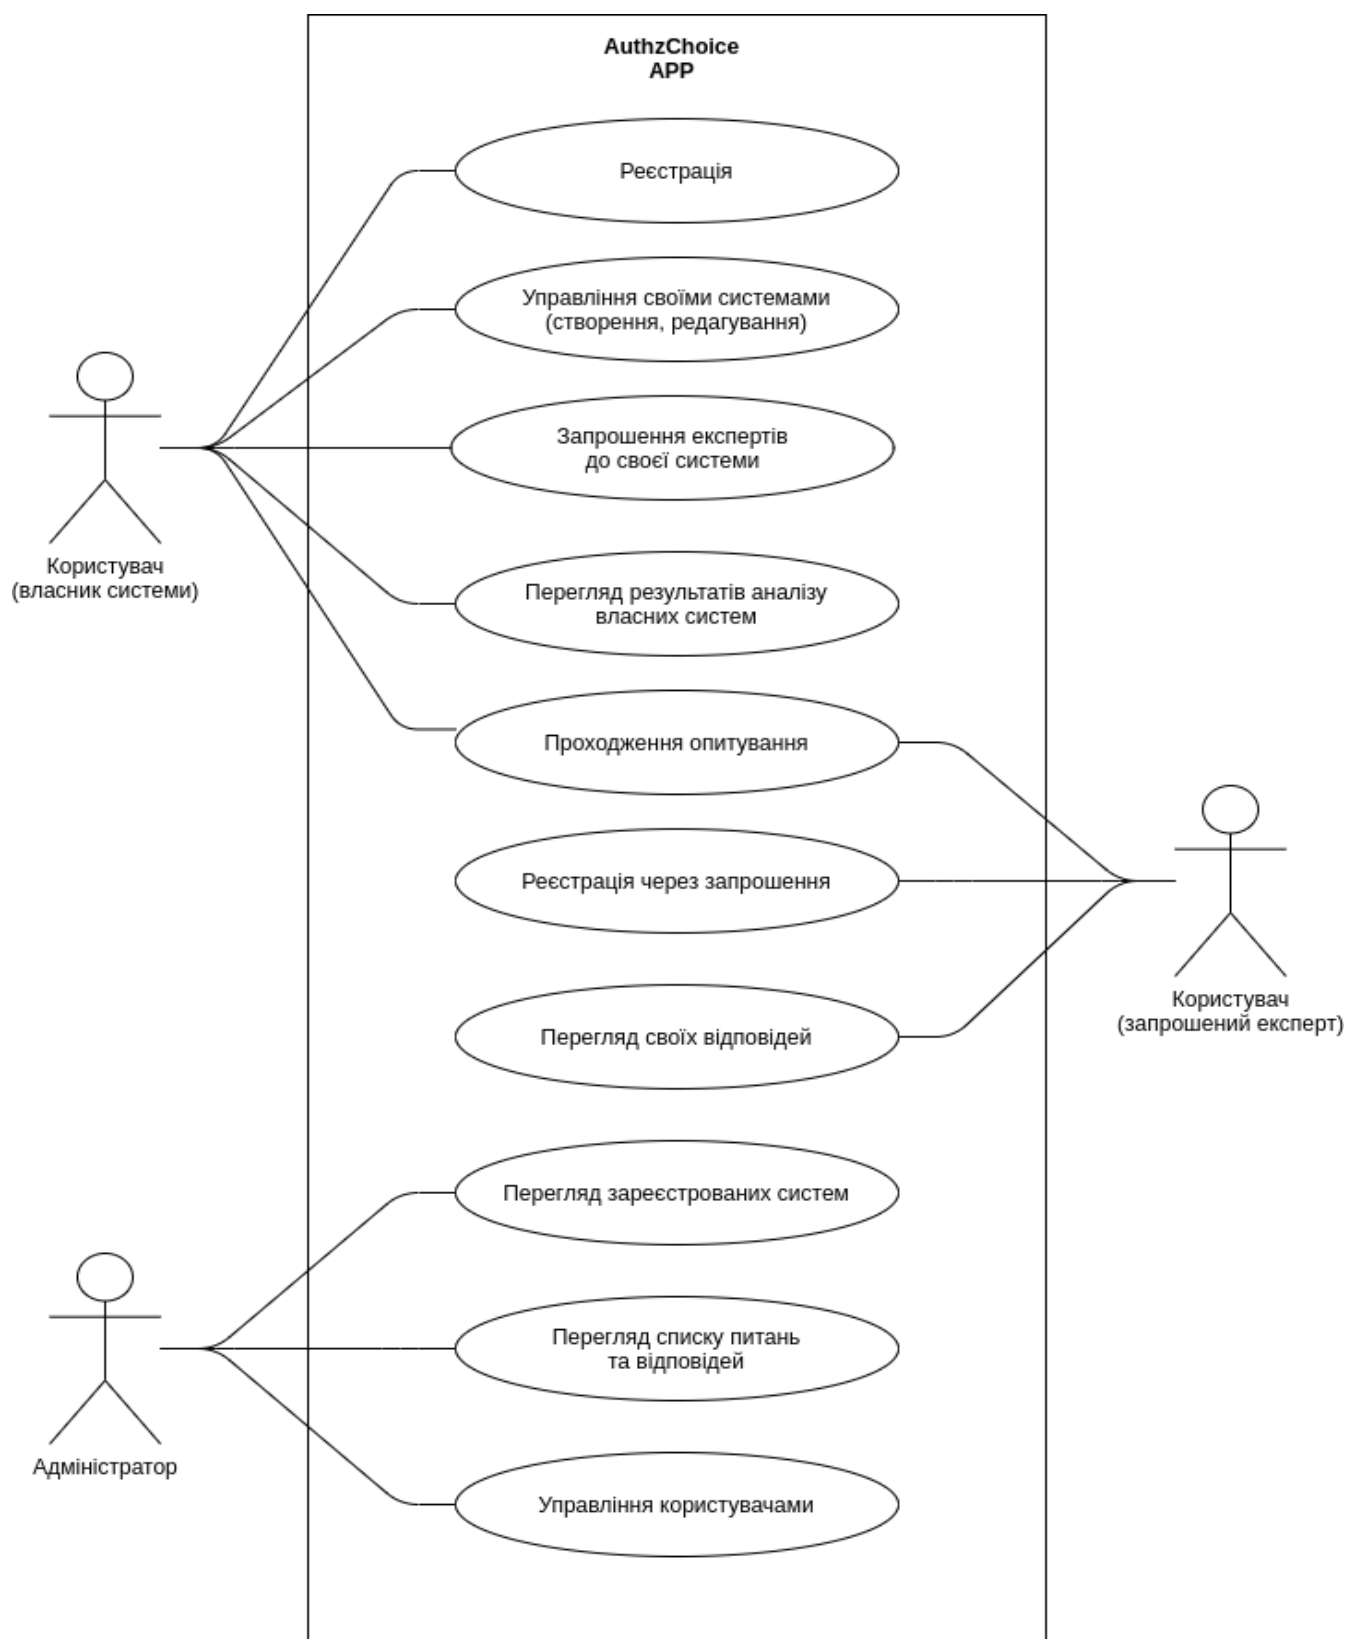 AuthzChoice
APP
Реєстрація
Управління своїми системами
(створення, редагування)
Запрошення експертів
до своєї системи
Користувач
(власник системи)
Перегляд результатів аналізу
власних систем
Проходження опитування
Реєстрація через запрошення
Користувач
(запрошений експерт)
Перегляд своїх відповідей
Перегляд зареєстрованих систем
Перегляд списку питань
та відповідей
Адміністратор
Управління користувачами